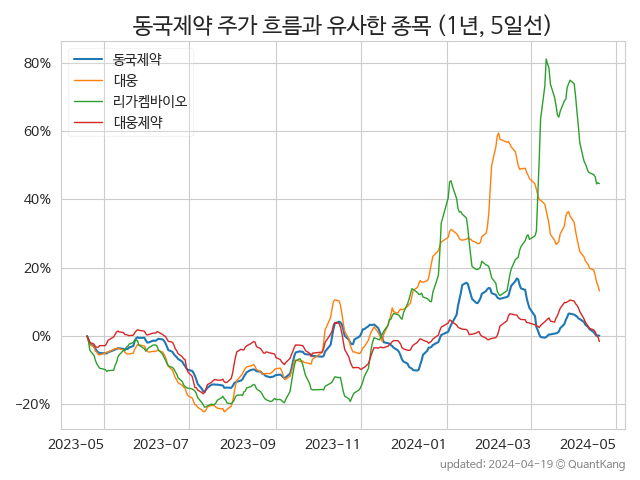 동국제약 주가 흐름과 유사한 종목 (1년, 5일선)
동국제약
대웅
리가켐바이오
대웅제약
80%
60%
40%
20%
0%
−20%
2023-05 2023-07 2023-09 2023-11 2024-01 2024-03 2024-05
updated: 2024-04-19 © QuantKang